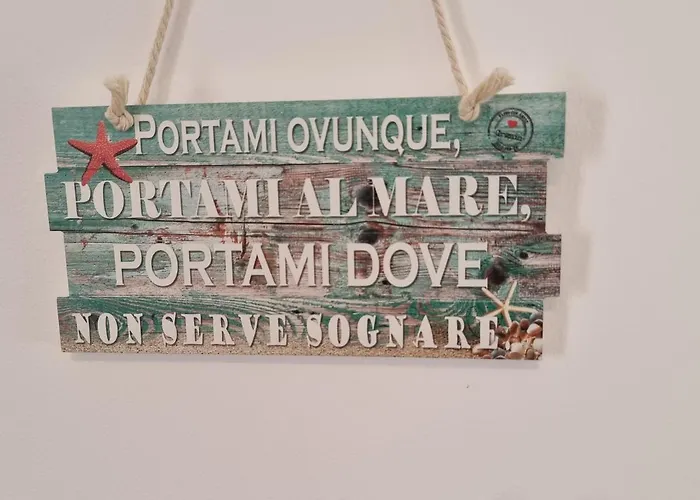 PORTAMI OVUNQUE,
PORTAMI AL MARE,
PORTAMI DOVE
NON SERVE SOGNARE.